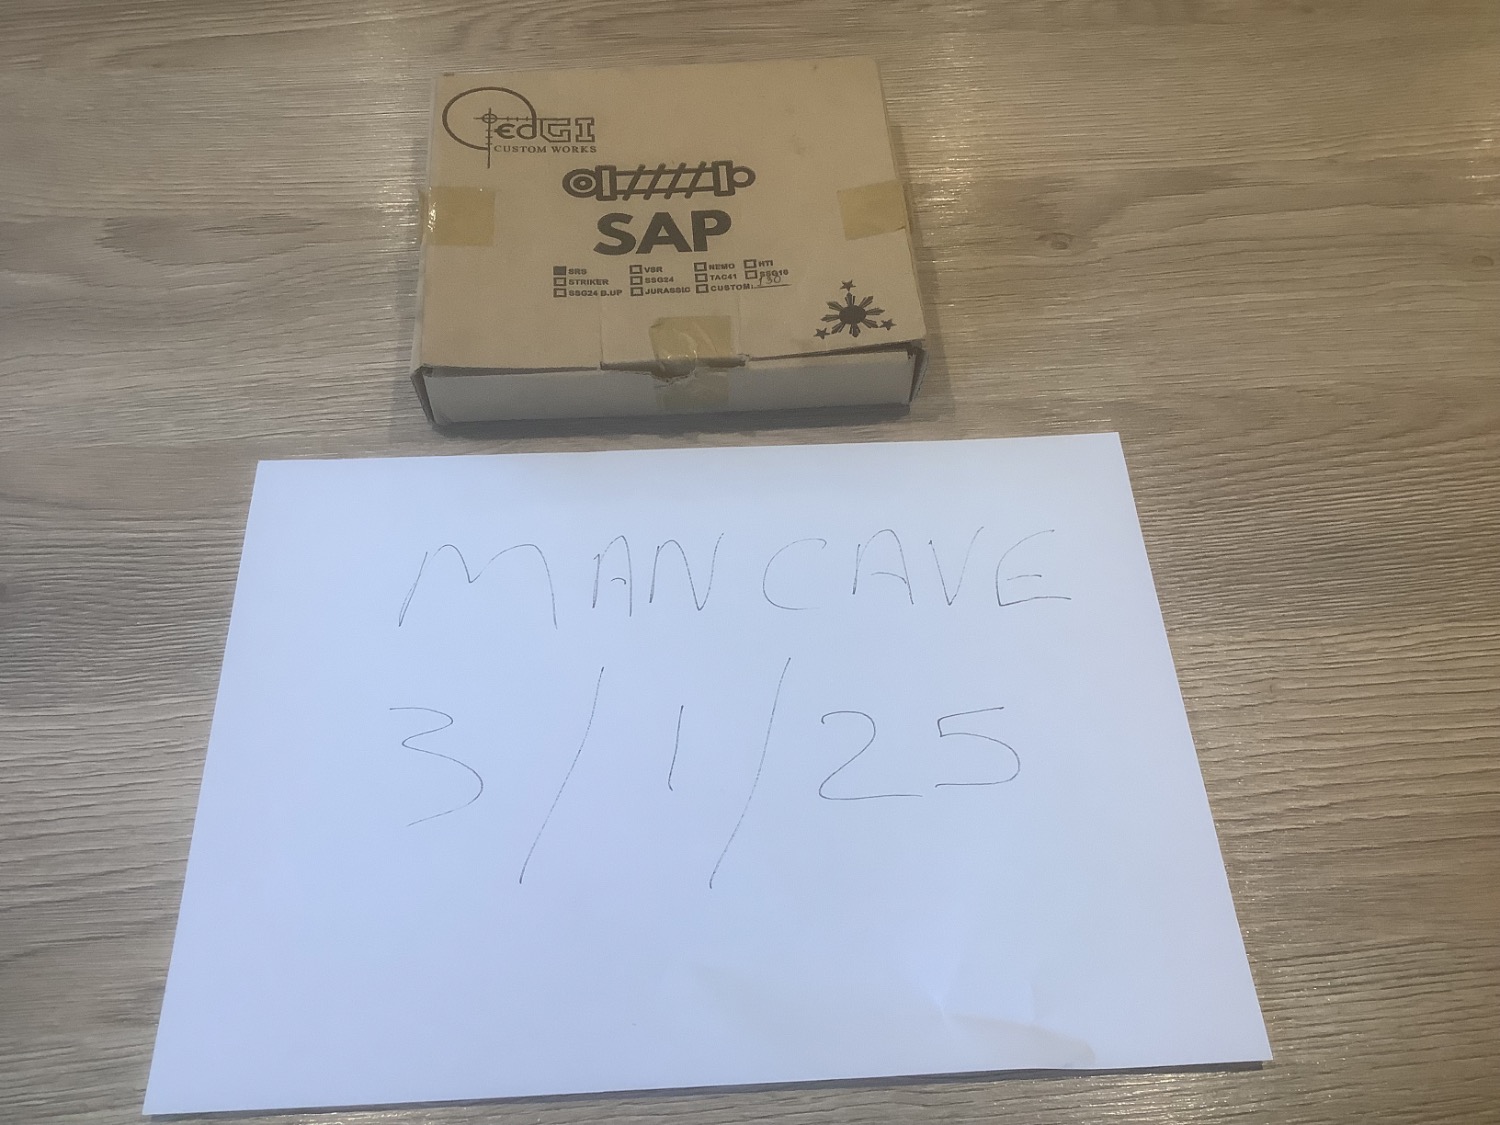 edGI
CUSTOM WORKS
SAP
SRS VSR NEMO HTI
STRIKER SSG24 TAC41 SSG10
SSG24 B.UP JURASSIC CUSTOM:
MAN CAVE
3/1/25